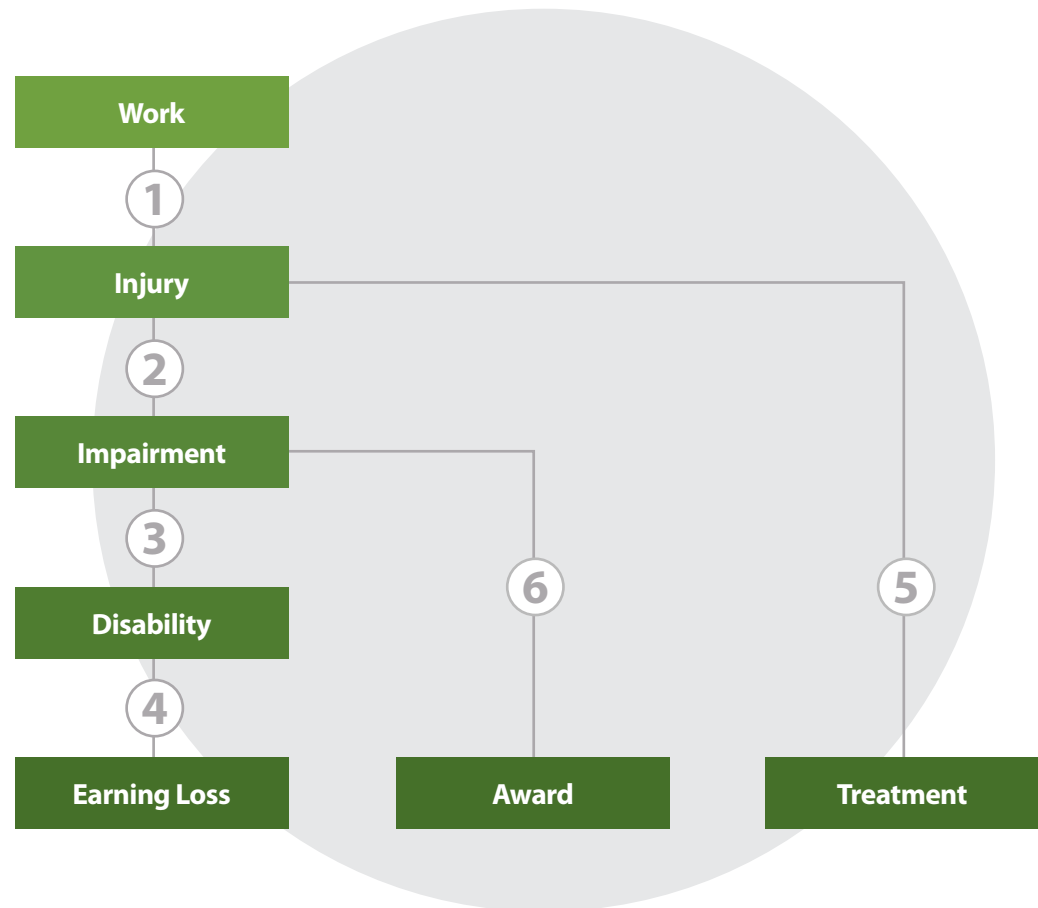 Work
1
Injury
2
Impairment
3
Disability
6
5
4
Earning Loss
Award
Treatment